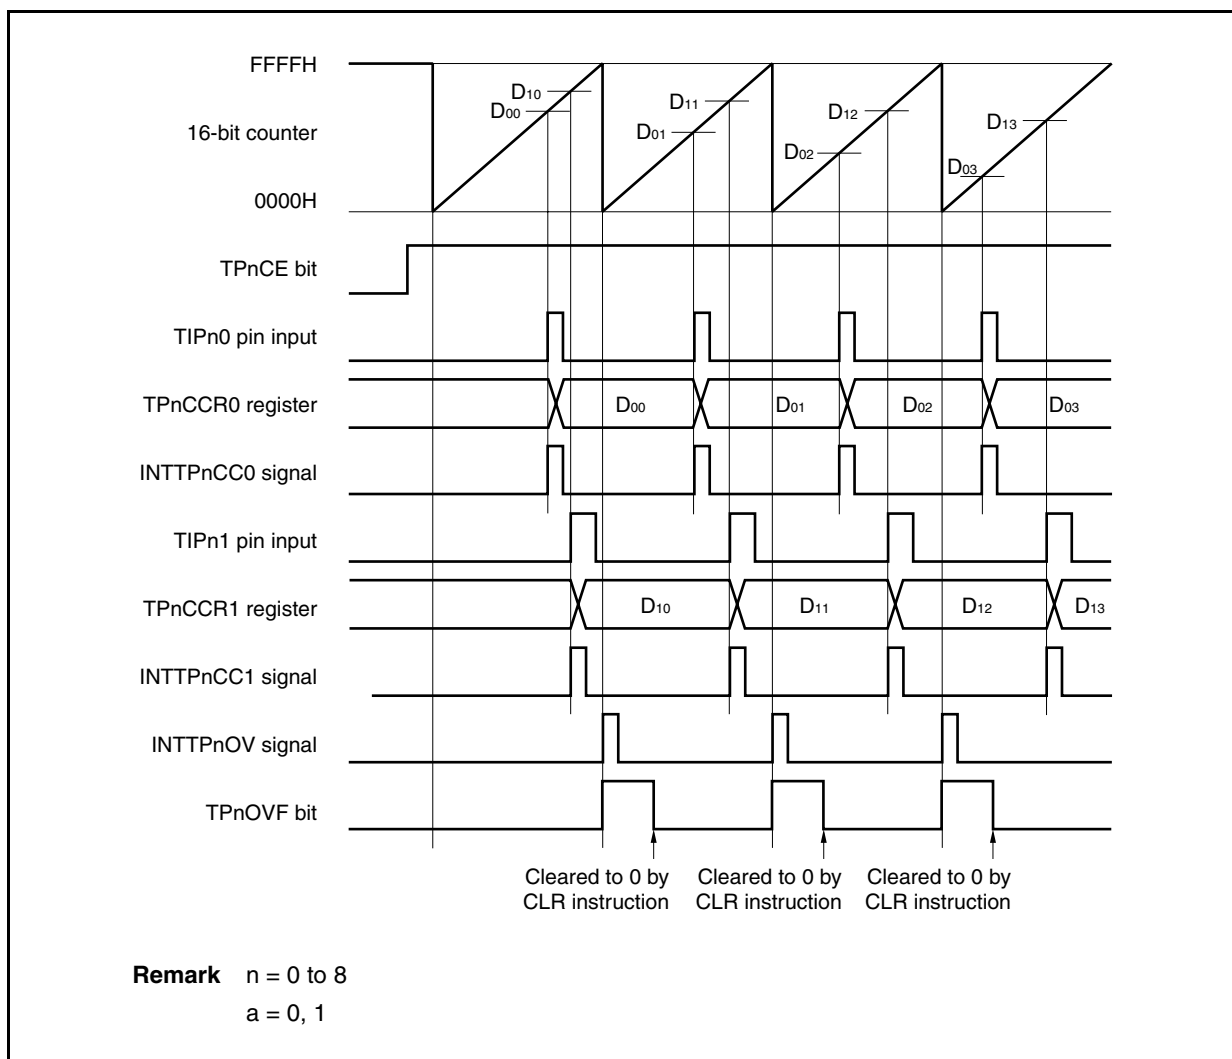 FFFFH
D10
D00
D11
D01
D12
D02
D13
D03
16-bit counter
0000H
TPnCE bit
TIPn0 pin input
TPnCCR0 register
D00
D01
D02
D03
INTTPnCC0 signal
TIPn1 pin input
TPnCCR1 register
D10
D11
D12
D13
INTTPnCC1 signal
INTTPnOV signal
TPnOVF bit
Cleared to 0 by
CLR instruction
Cleared to 0 by
CLR instruction
Cleared to 0 by
CLR instruction
Remark n = 0 to 8
a = 0, 1